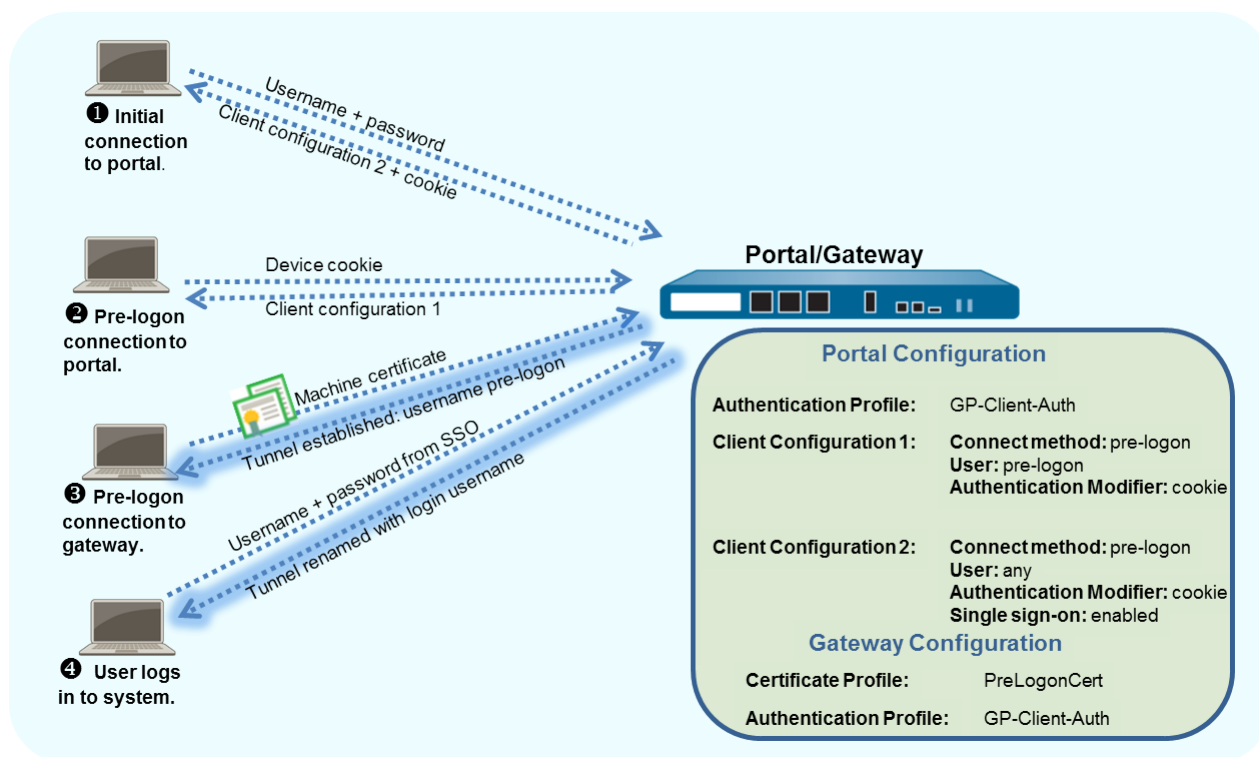 ❶ Initial
connection
to portal.
Username + password
Client configuration 2 + cookie
❷ Pre-logon
connection to
portal.
Device cookie
Client configuration 1
❸ Pre-logon
connection to
gateway.
Machine certificate
Tunnel established: username pre-logon
❹ User logs
in to system.
Username + password from SSO
Tunnel renamed with login username
Portal/Gateway
Portal Configuration
Authentication Profile: GP-Client-Auth
Client Configuration 1: Connect method: pre-logon
User: pre-logon
Authentication Modifier: cookie
Client Configuration 2: Connect method: pre-logon
User: any
Authentication Modifier: cookie
Single sign-on: enabled
Gateway Configuration
Certificate Profile: PreLogonCert
Authentication Profile: GP-Client-Auth